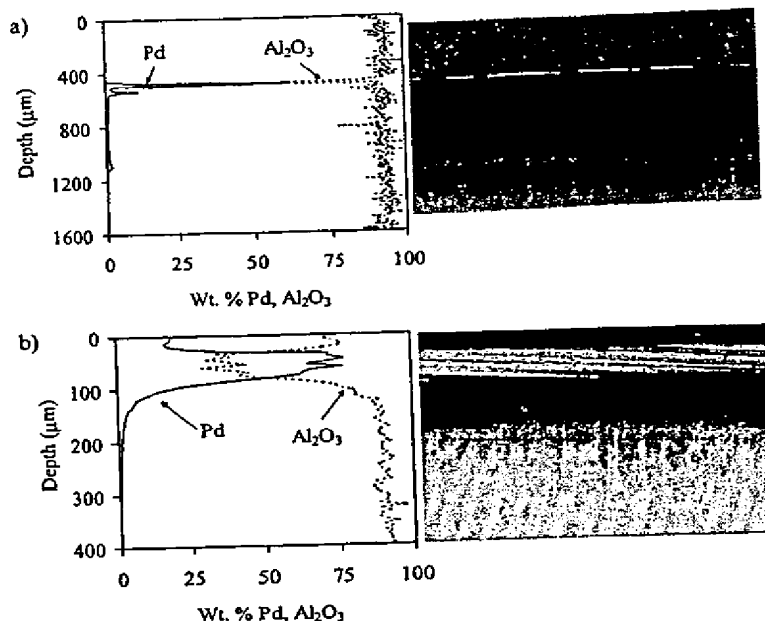 a)
0
400
800
1200
1600
Depth (μm)
Pd
Al₂O₃
0 25 50 75 100
Wt. % Pd, Al₂O₃
b)
0
100
200
300
400
Depth (μm)
Pd
Al₂O₃
0 25 50 75 100
Wt. % Pd, Al₂O₃